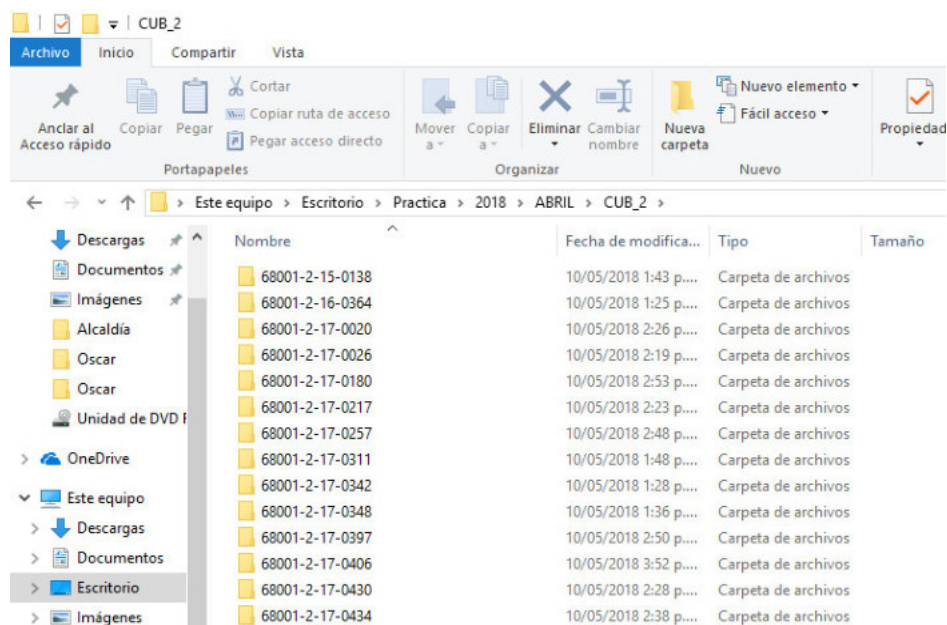 CUB_2
Archivo Inicio Compartir Vista
Anclar al Acceso rápido
Copiar
Pegar
Cortar
Copiar ruta de acceso
Pegar acceso directo
Mover a
Copiar a
Eliminar
Cambiar nombre
Nueva carpeta
Nuevo elemento
Fácil acceso
Propiedad
Portapapeles Organizar Nuevo
Este equipo > Escritorio > Practica > 2018 > ABRIL > CUB_2 >
Descargas
Documentos
Imágenes
Alcaldía
Oscar
Oscar
Unidad de DVD
OneDrive
Este equipo
Descargas
Documentos
Escritorio
Imágenes
Nombre Fecha de modifica... Tipo Tamaño
68001-2-15-0138 10/05/2018 1:43 p.... Carpeta de archivos
68001-2-16-0364 10/05/2018 1:25 p.... Carpeta de archivos
68001-2-17-0020 10/05/2018 2:26 p.... Carpeta de archivos
68001-2-17-0026 10/05/2018 2:19 p.... Carpeta de archivos
68001-2-17-0180 10/05/2018 2:53 p.... Carpeta de archivos
68001-2-17-0217 10/05/2018 2:23 p.... Carpeta de archivos
68001-2-17-0257 10/05/2018 2:48 p.... Carpeta de archivos
68001-2-17-0311 10/05/2018 1:48 p.... Carpeta de archivos
68001-2-17-0342 10/05/2018 1:28 p.... Carpeta de archivos
68001-2-17-0348 10/05/2018 1:36 p.... Carpeta de archivos
68001-2-17-0397 10/05/2018 2:50 p.... Carpeta de archivos
68001-2-17-0406 10/05/2018 3:52 p.... Carpeta de archivos
68001-2-17-0430 10/05/2018 2:28 p.... Carpeta de archivos
68001-2-17-0434 10/05/2018 2:38 p.... Carpeta de archivos